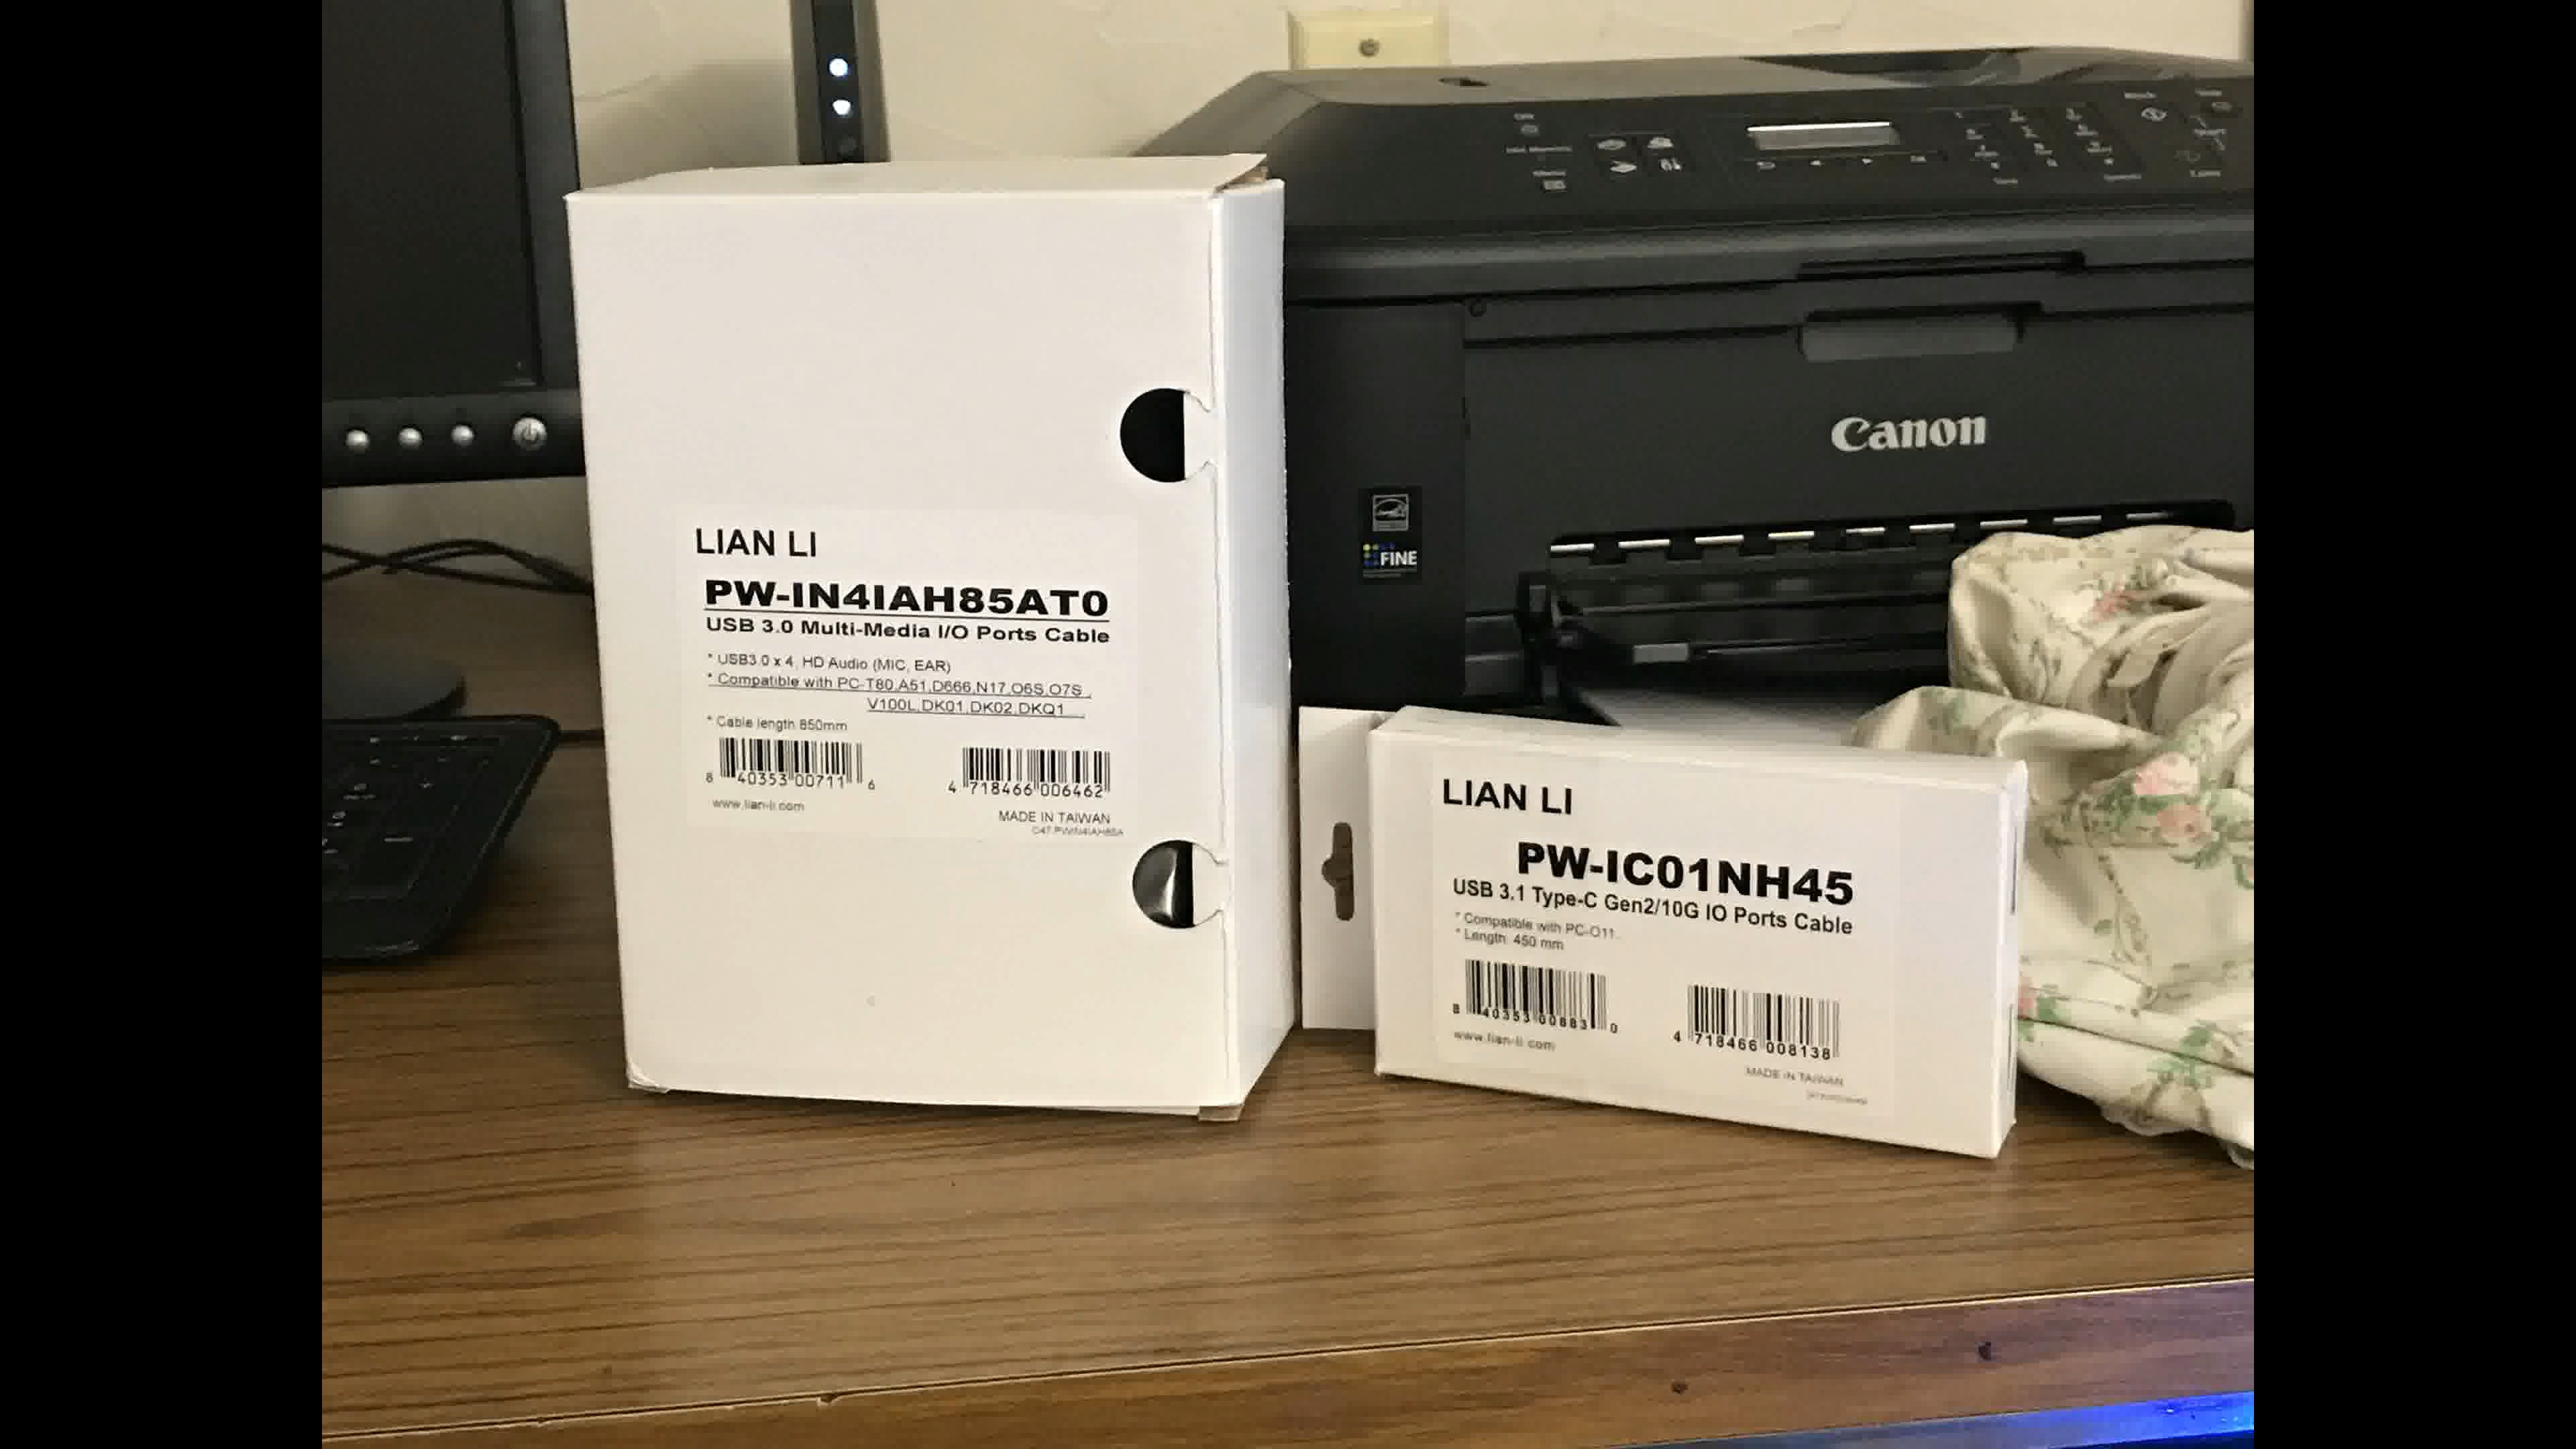 LIAN LI
PW-IN4IAH85AT0
USB 3.0 Multi-Media I/O Ports Cable
* USB3.0 x 4, HD Audio (MIC, EAR)
* Compatible with PC-T80,A51,D666,N17,O6S,O7S,
V100L,DK01,DK02,DKQ1
* Cable length 850mm
8 40353 00711 6
4 718466 006462
www.lian-li.com
MADE IN TAIWAN
Canon
FINE
LIAN LI
PW-IC01NH45
USB 3.1 Type-C Gen2/10G IO Ports Cable
* Compatible with PC-O11.
* Length: 450 mm
8 40353 00883 0
4 718466 008138
www.lian-li.com
MADE IN TAIWAN